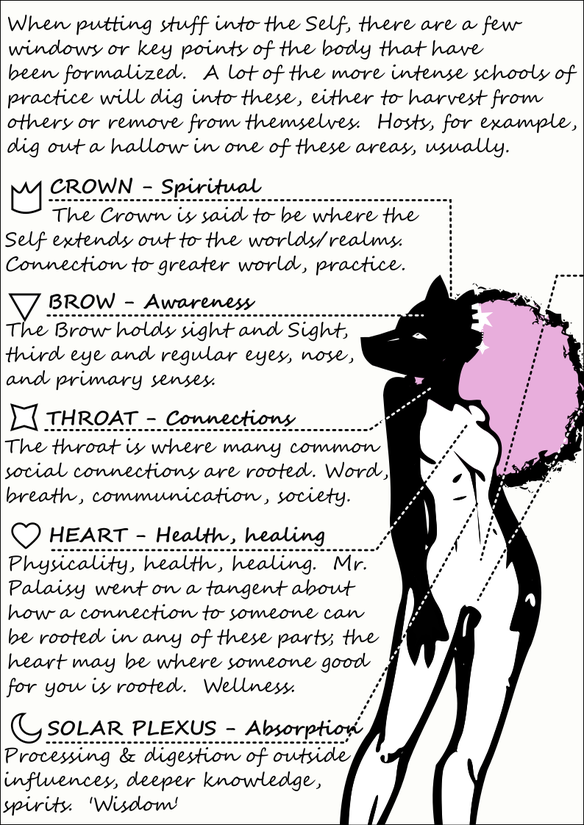 When putting stuff into the Self, there are a few
windows or key points of the body that have
been formalized. A lot of the more intense schools of
practice will dig into these, either to harvest from
others or remove from themselves. Hosts, for example,
dig out a hallow in one of these areas, usually.
CROWN - Spiritual
The Crown is said to be where the
Self extends out to the worlds/realms.
Connection to greater world, practice.
BROW - Awareness
The Brow holds sight and Sight,
third eye and regular eyes, nose,
and primary senses.
THROAT - Connections
The throat is where many common
social connections are rooted. Word,
breath, communication, society.
HEART - Health, healing
Physicality, health, healing. Mr.
Palaisy went on a tangent about
how a connection to someone can
be rooted in any of these parts; the
heart may be where someone good
for you is rooted. Wellness.
SOLAR PLEXUS - Absorption
Processing & digestion of outside
influences, deeper knowledge,
spirits. 'Wisdom'